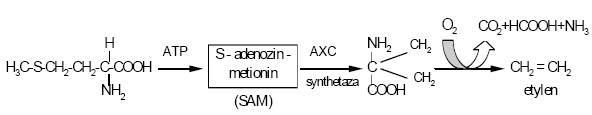 H
H₃C-S-CH₂-CH₂-C-COOH
NH₂
ATP
S - adenozin -
metionin
(SAM)
AXC
synthetaza
NH₂
CH₂
C
CH₂
COOH
O₂
CO₂+HCOOH+NH₃
CH₂ = CH₂
etylen